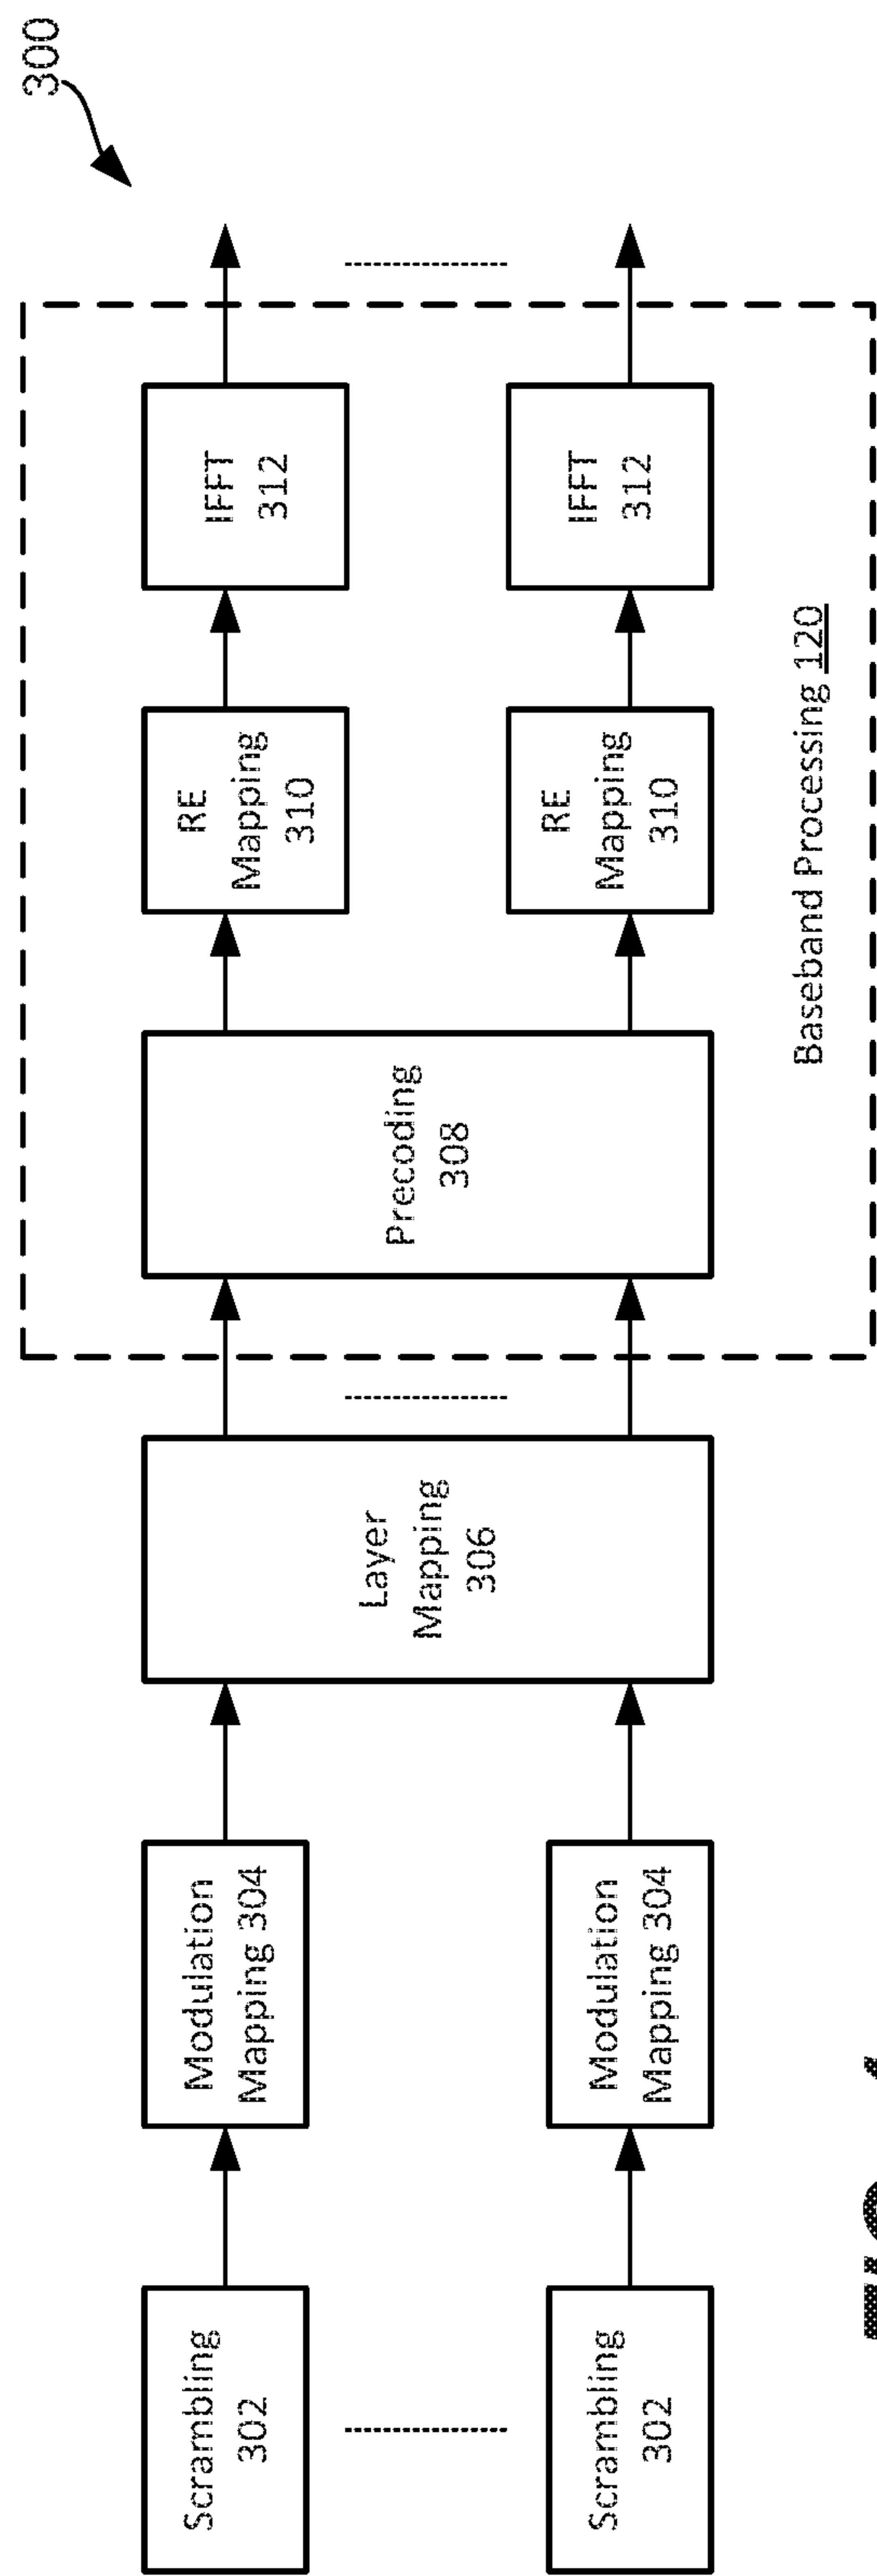 300
Scrambling
302
Modulation
Mapping 304
Layer
Mapping
306
Precoding
308
RE
Mapping
310
IFFT
312
Scrambling
302
Modulation
Mapping 304
RE
Mapping
310
IFFT
312
Baseband Processing 120